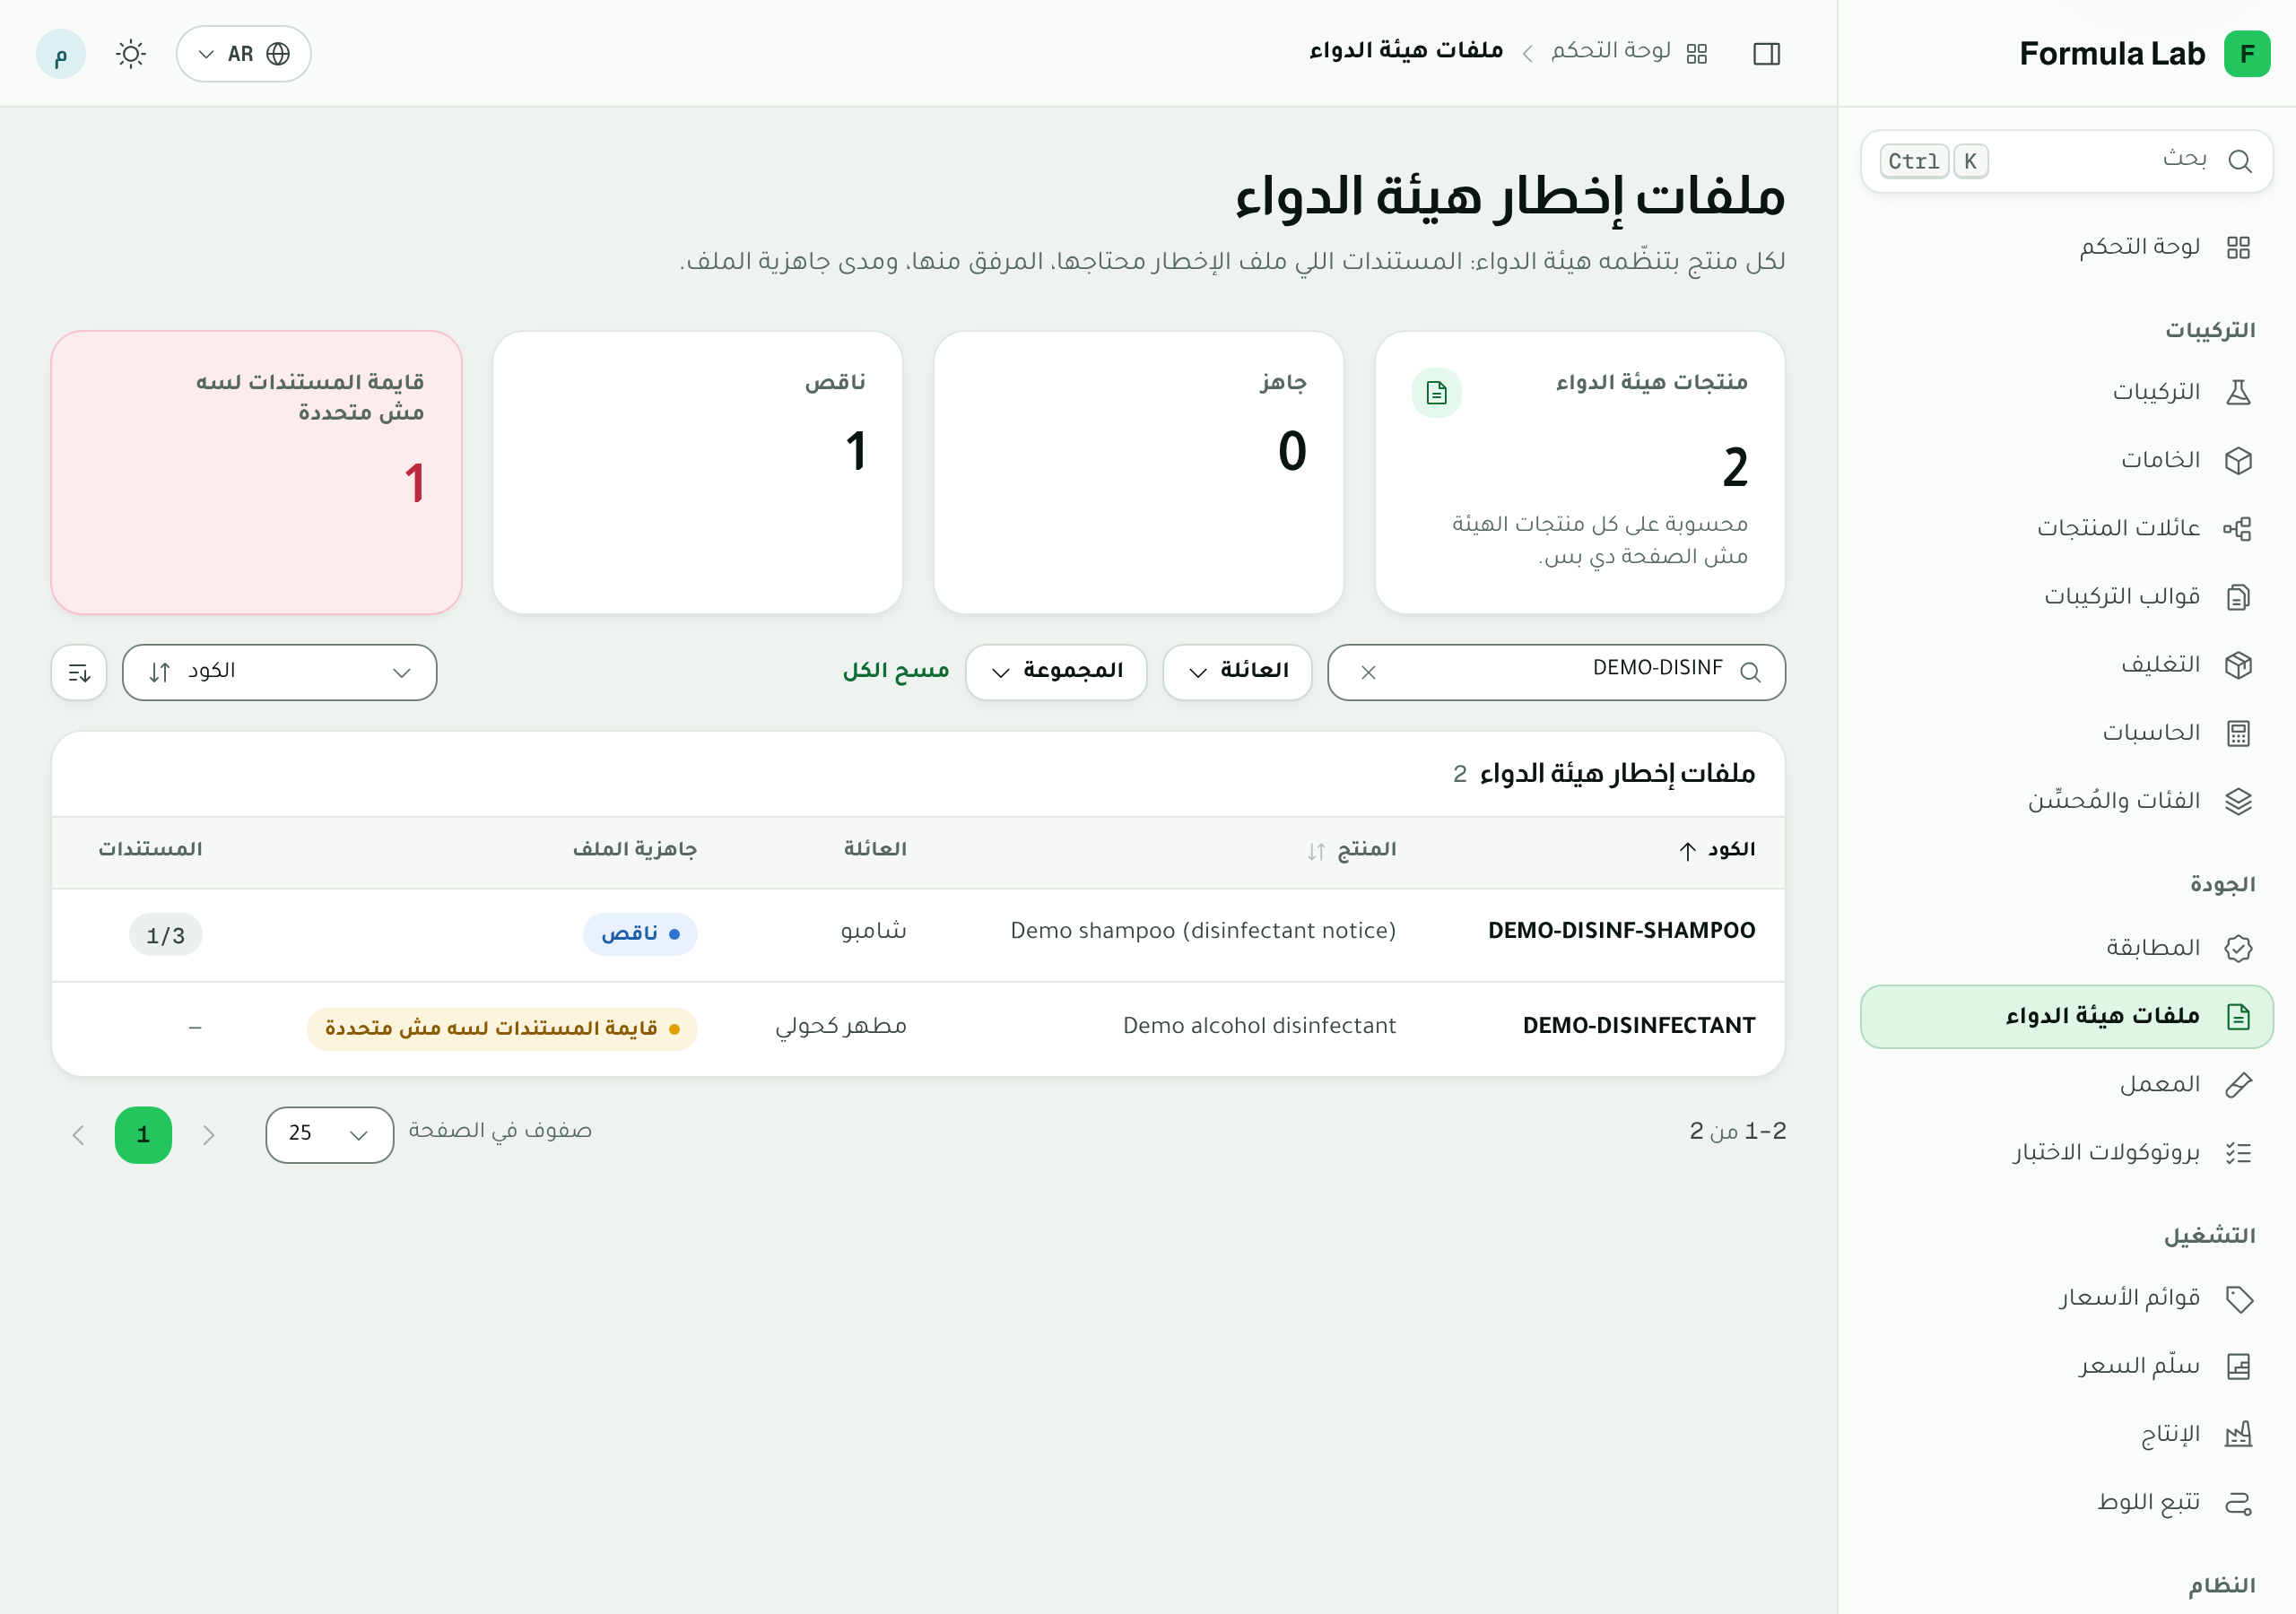 F
Formula Lab
ملفات هيئة الدواء
لوحة التحكم
AR
م
بحث
Ctrl K
لوحة التحكم
التركيبات
التركيبات
الخامات
عائلات المنتجات
قوالب التركيبات
التغليف
الحاسبات
الفئات والمُحسِّن
الجودة
المطابقة
ملفات هيئة الدواء
المعمل
بروتوكولات الاختبار
التشغيل
قوائم الأسعار
سلّم السعر
الإنتاج
تتبع اللوط
النظام
ملفات إخطار هيئة الدواء
لكل منتج بتنظّمه هيئة الدواء: المستندات اللي ملف الإخطار محتاجها، المرفق منها، ومدى جاهزية الملف.
منتجات هيئة الدواء
2
محسوبة على كل منتجات الهيئة
مش الصفحة دي بس.
جاهز
0
ناقص
1
قايمة المستندات لسه
مش متحددة
1
DEMO-DISINF
العائلة
المجموعة
مسح الكل
الكود
ملفات إخطار هيئة الدواء 2
الكود المنتج العائلة جاهزية الملف المستندات
DEMO-DISINF-SHAMPOO Demo shampoo (disinfectant notice) شامبو ناقص 1/3
DEMO-DISINFECTANT Demo alcohol disinfectant مطهر كحولي قايمة المستندات لسه مش متحددة –
1–2 من 2
صفوف في الصفحة
25
1